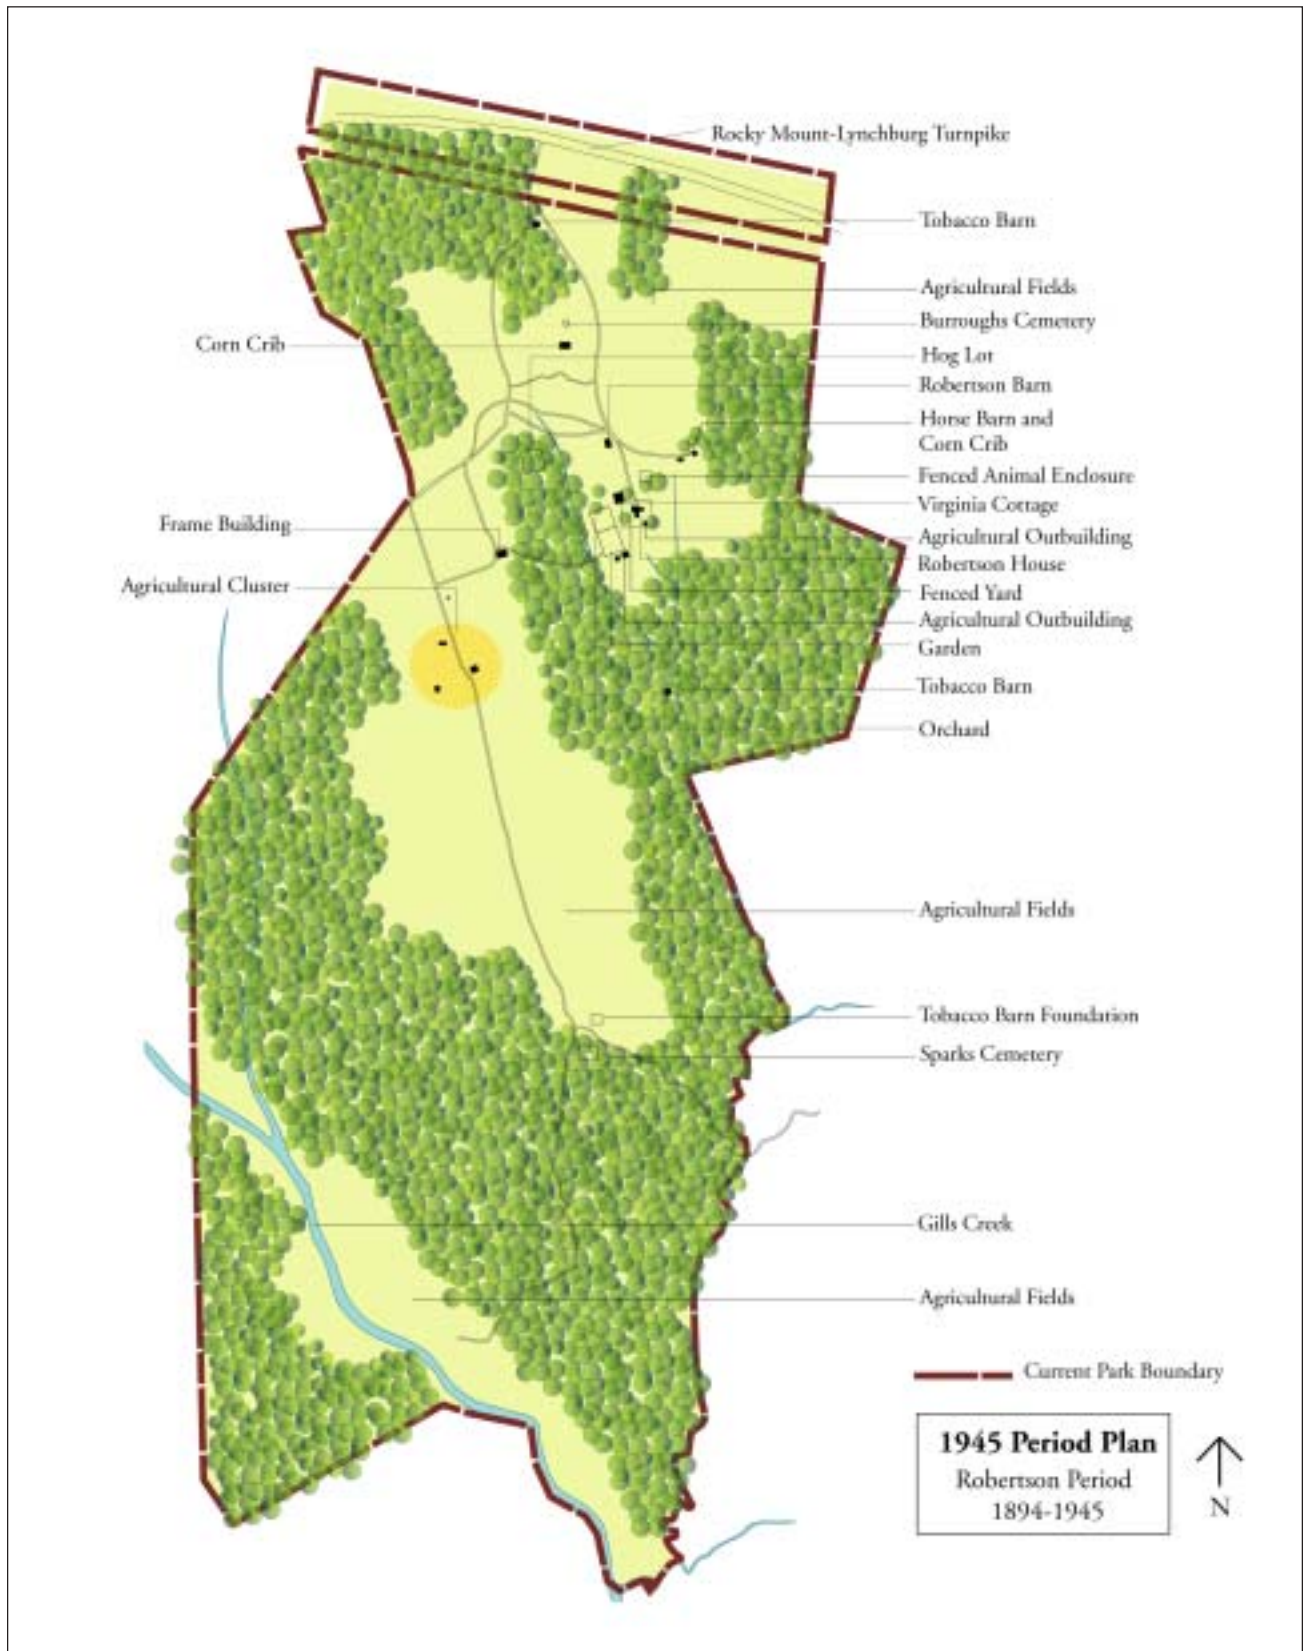 Rocky Mount-Lynchburg Turnpike
Tobacco Barn
Agricultural Fields
Burroughs Cemetery
Corn Crib
Hog Lot
Robertson Barn
Horse Barn and
Corn Crib
Fenced Animal Enclosure
Virginia Cottage
Frame Building
Agricultural Outbuilding
Robertson House
Agricultural Cluster
Fenced Yard
Agricultural Outbuilding
Garden
Tobacco Barn
Orchard
Agricultural Fields
Tobacco Barn Foundation
Sparks Cemetery
Gills Creek
Agricultural Fields
Current Park Boundary
1945 Period Plan
Robertson Period
1894-1945
N